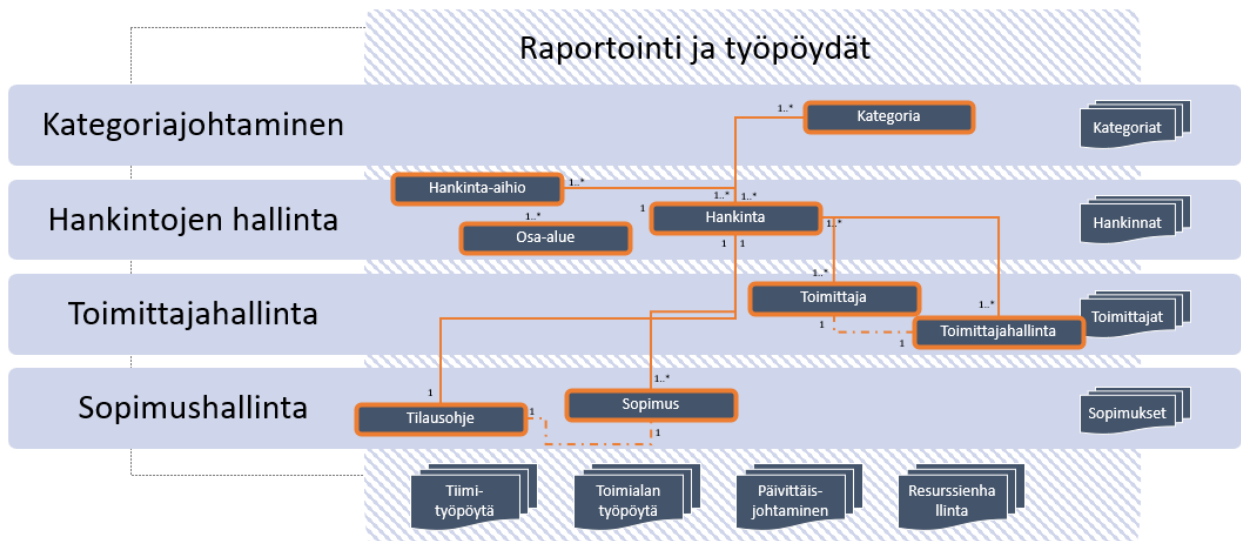 Raportointi ja työpöydät
Kategoriajohtaminen
1..*
Kategoria
Kategoriat
Hankintojen hallinta
Hankinta-aihio
1..*
1..*
1..*
1..*
1
Hankinta
1..*
Osa-alue
1
1
Hankinnat
Toimittajahallinta
1..*
Toimittaja
1..*
1
1
Toimittajahallinta
Toimittajat
Sopimushallinta
1
Tilausohje
1
1..*
Sopimus
1
Sopimukset
Tiimi-
työpöytä
Toimialan
työpöytä
Päivittäis-
johtaminen
Resurssienha
llinta